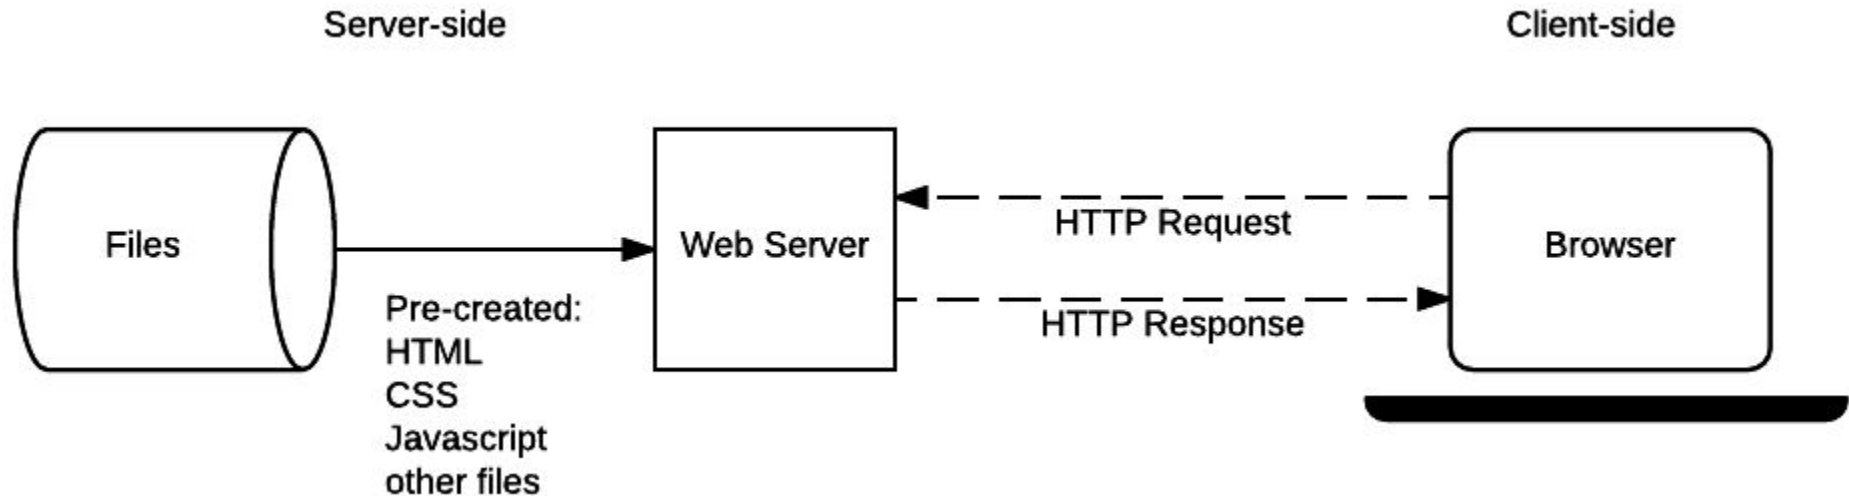 Server-side
Client-side
Files
Web Server
HTTP Request
HTTP Response
Browser
Pre-created:
HTML
CSS
Javascript
other files